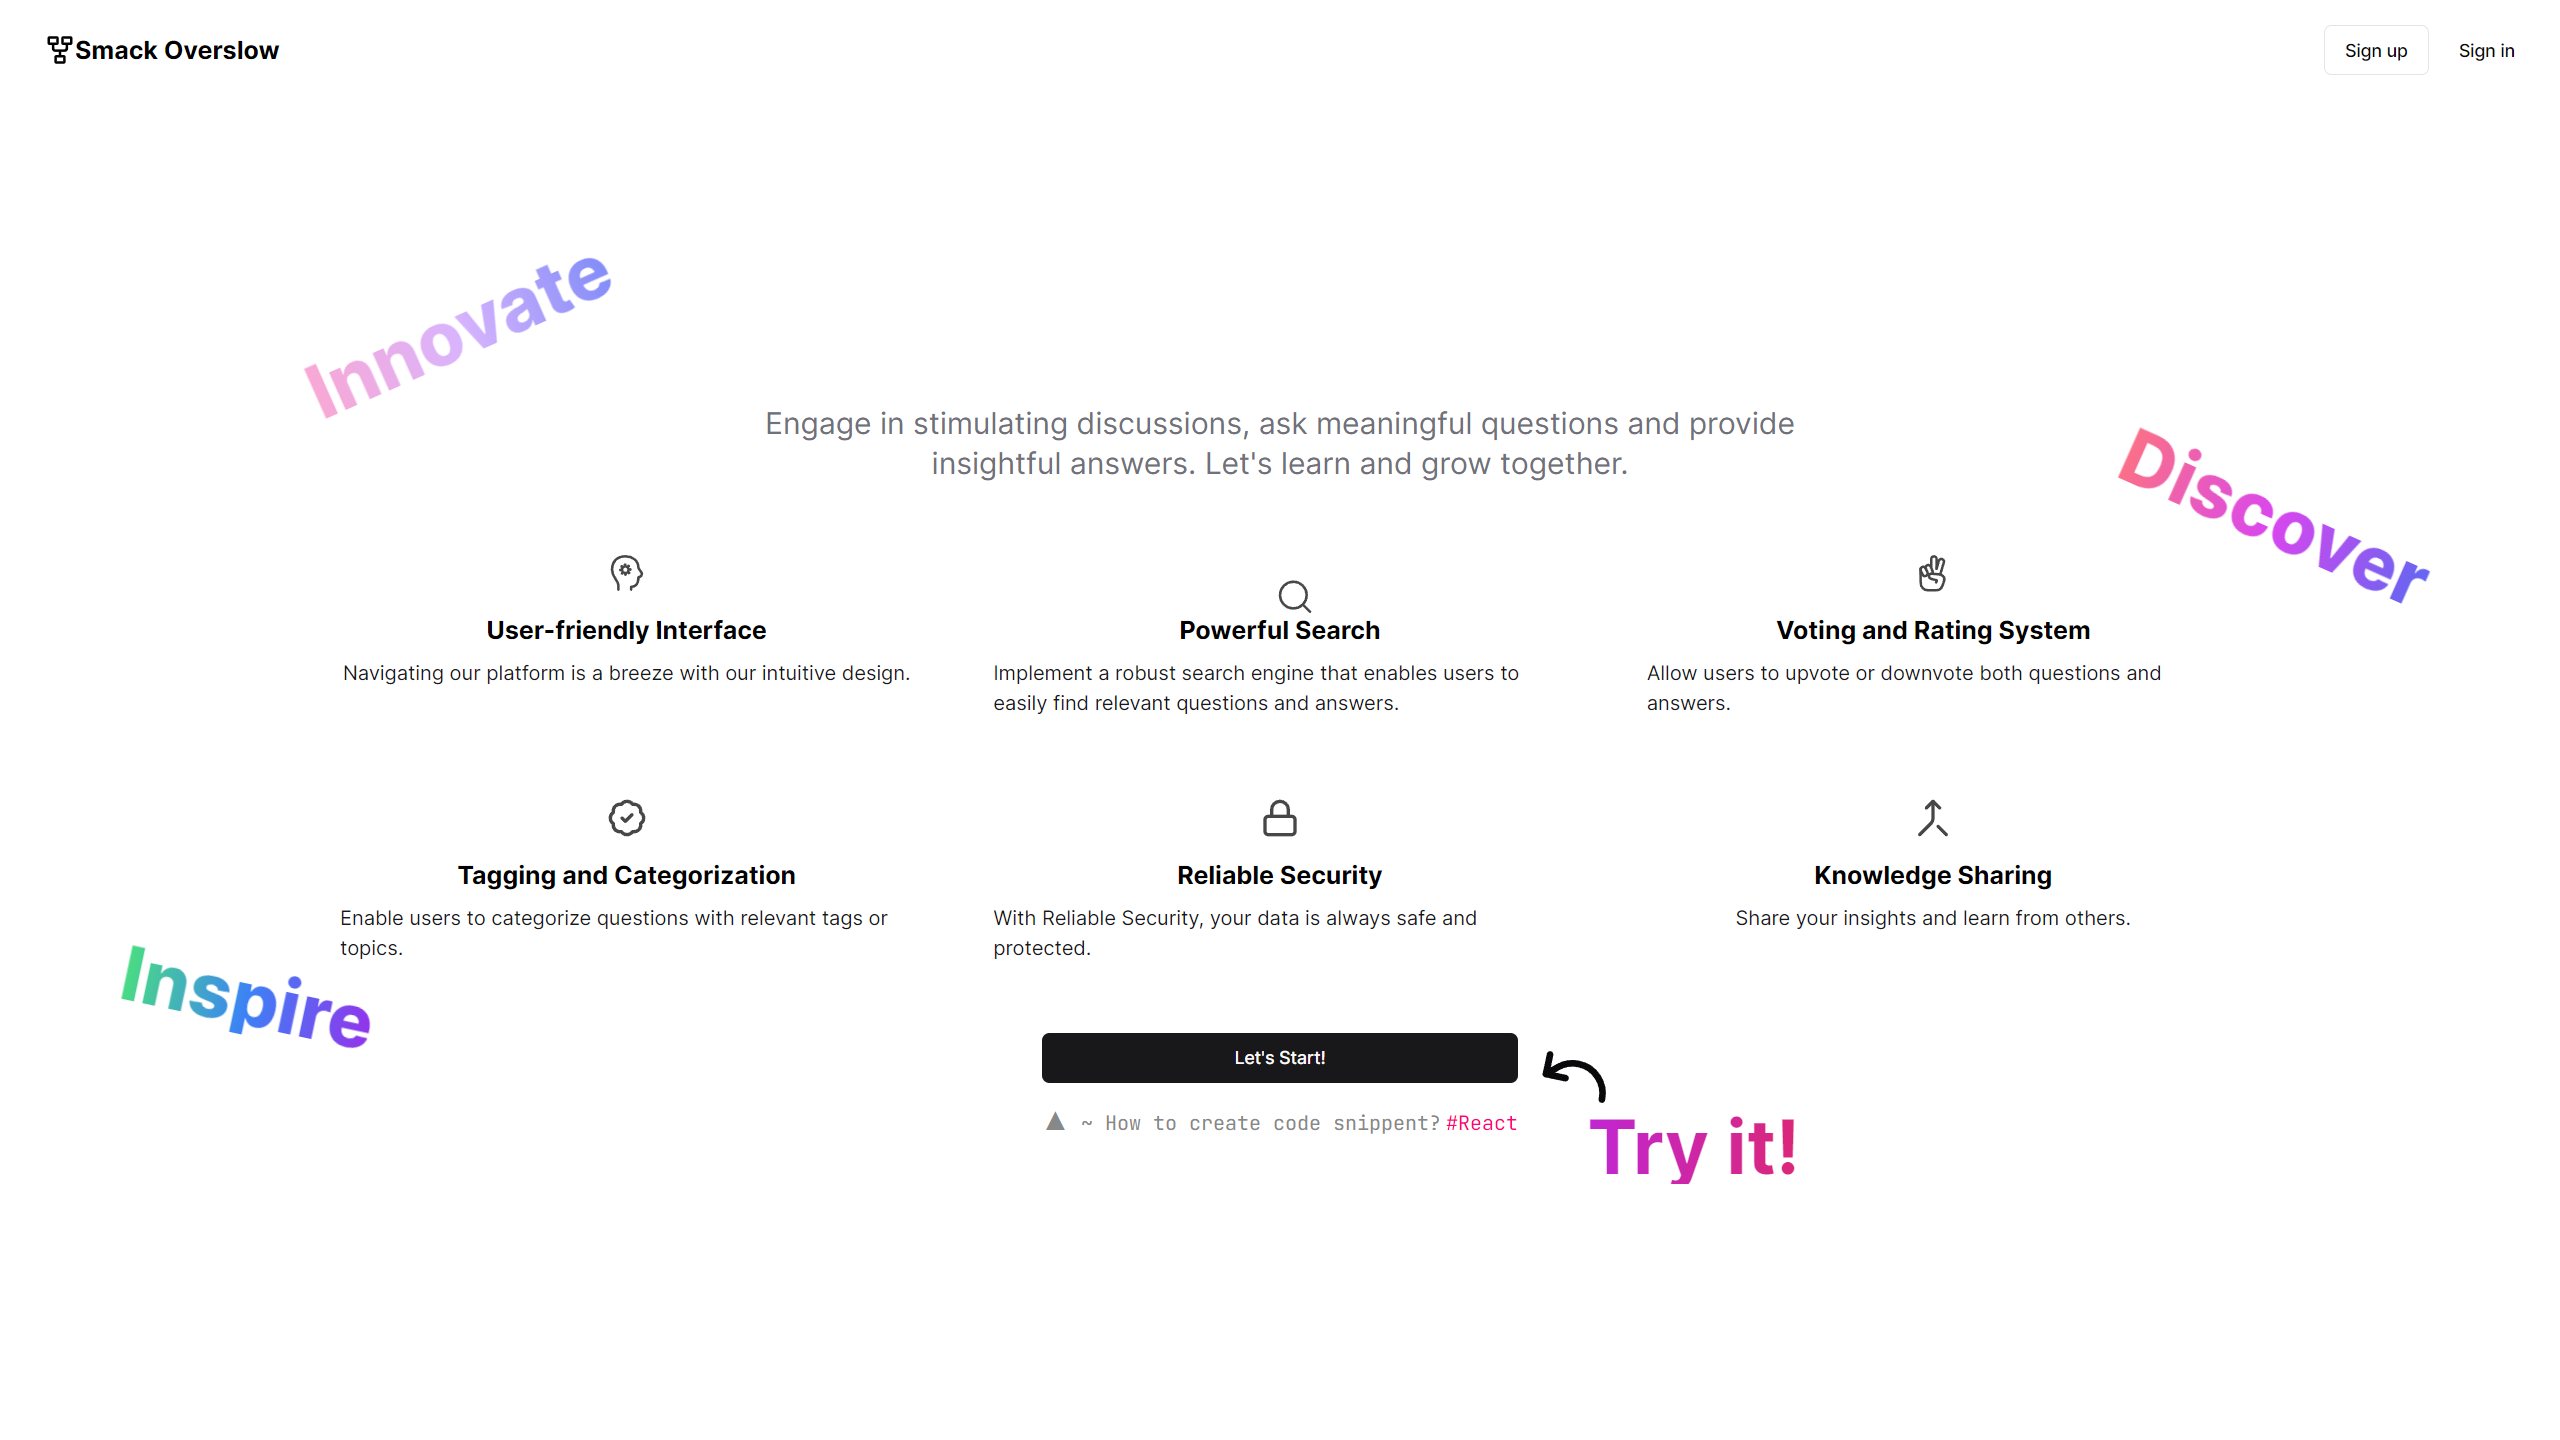 Smack Overslow
Sign up
Sign in
Innovate
Discover
Engage in stimulating discussions, ask meaningful questions and provide
insightful answers. Let's learn and grow together.
User-friendly Interface
Navigating our platform is a breeze with our intuitive design.
Powerful Search
Implement a robust search engine that enables users to
easily find relevant questions and answers.
Voting and Rating System
Allow users to upvote or downvote both questions and
answers.
Tagging and Categorization
Enable users to categorize questions with relevant tags or
topics.
Reliable Security
With Reliable Security, your data is always safe and
protected.
Knowledge Sharing
Share your insights and learn from others.
Inspire
Let's Start!
~ How to create code snippent? #React
Try it!